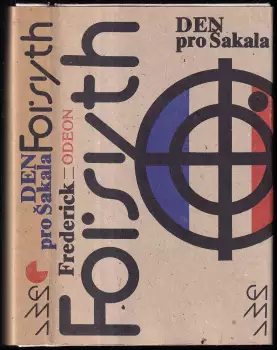 DEN
pro Šakala
Forsyth
DEN
pro Šakala
Forsyth
Frederick
ODEON